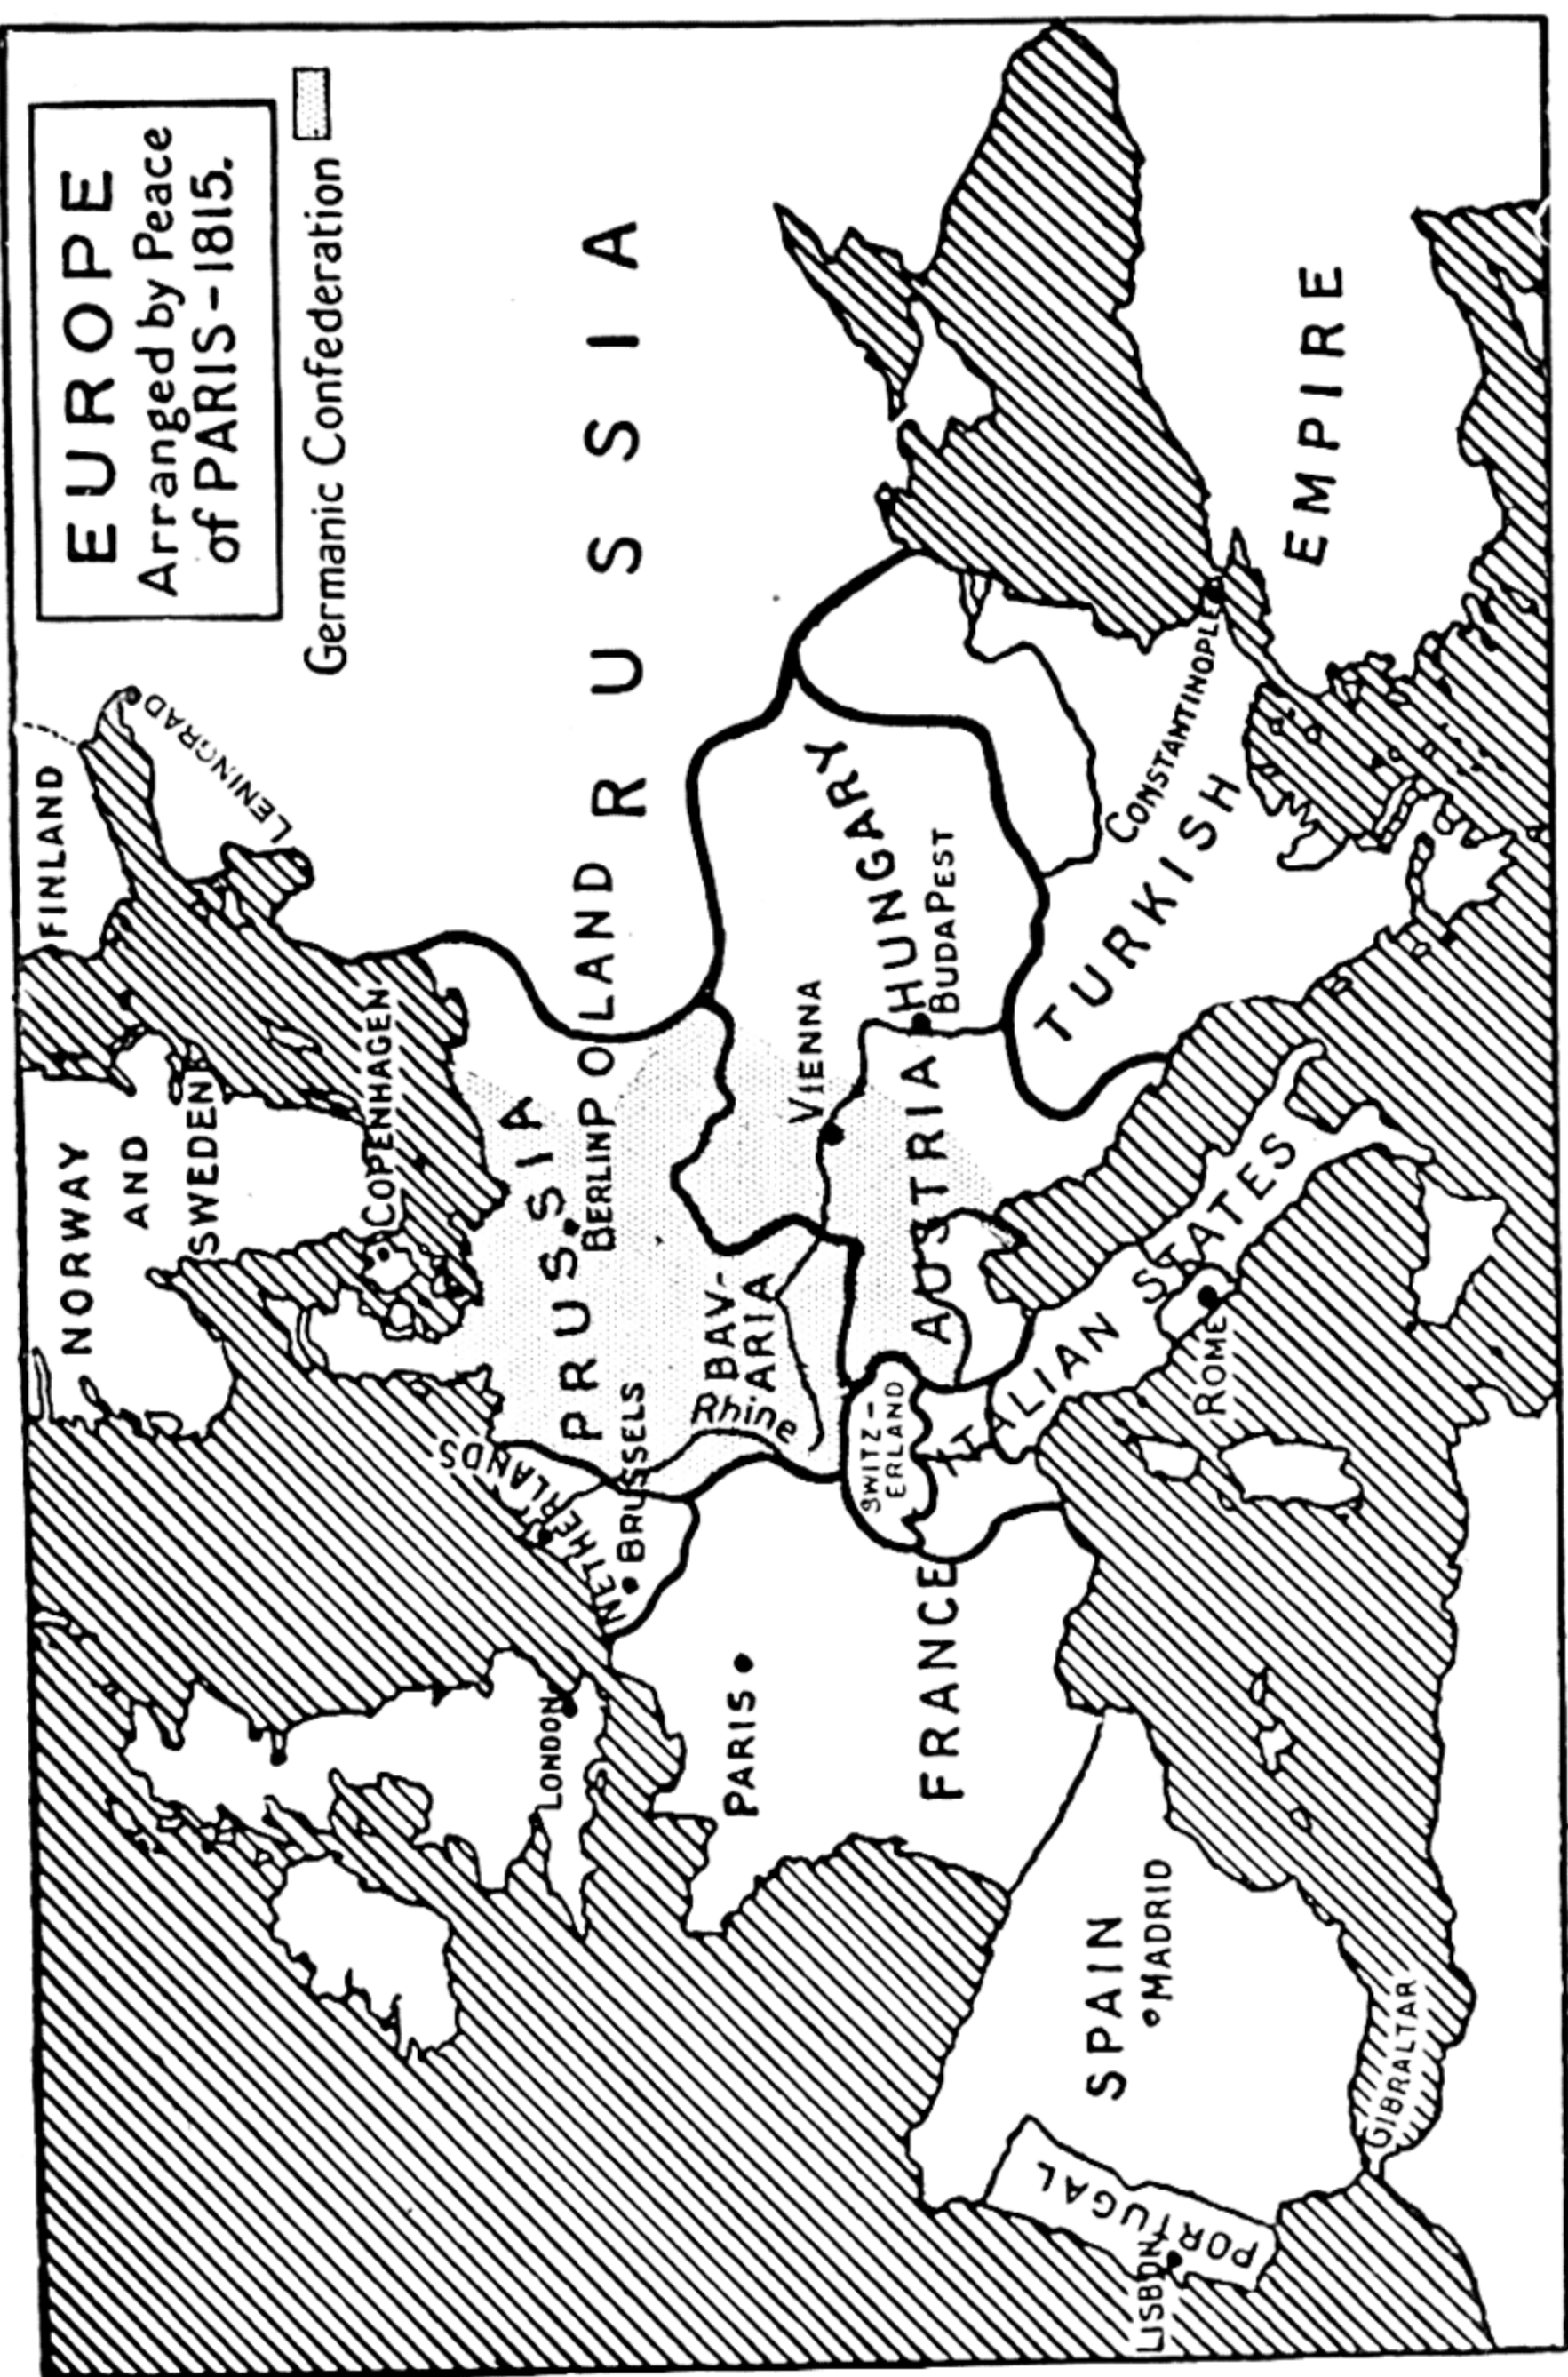 EUROPE
Arranged by Peace
of PARIS-1815.
Germanic Confederation
FINLAND
LENINGRAD
NORWAY
AND
SWEDEN
COPENHAGEN
RUSSIA
POLAND
PRUSSIA
BERLIN
NETHERLANDS
BRUSSELS
LONDON
Rhine
BAV-
ARIA
PARIS
VIENNA
HUNGARY
BUDAPEST
AUSTRIA
SWITZ-
ERLAND
FRANCE
ITALIAN STATES
ROME
CONSTANTINOPLE
TURKISH
EMPIRE
SPAIN
MADRID
PORTUGAL
LISBON
GIBRALTAR